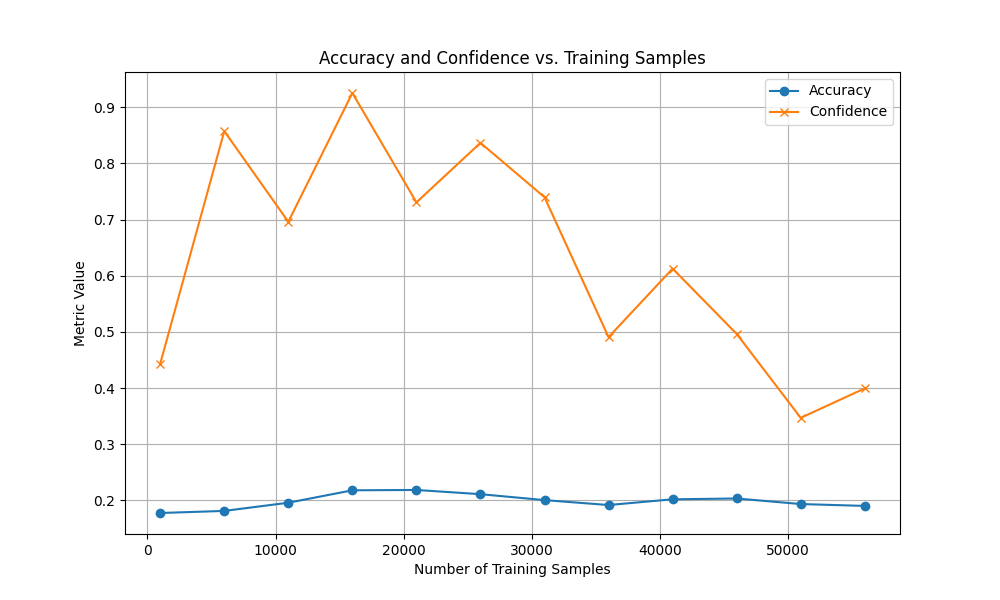 Accuracy and Confidence vs. Training Samples
Accuracy
Confidence
Metric Value
0.9
0.8
0.7
0.6
0.5
0.4
0.3
0.2
0 10000 20000 30000 40000 50000
Number of Training Samples